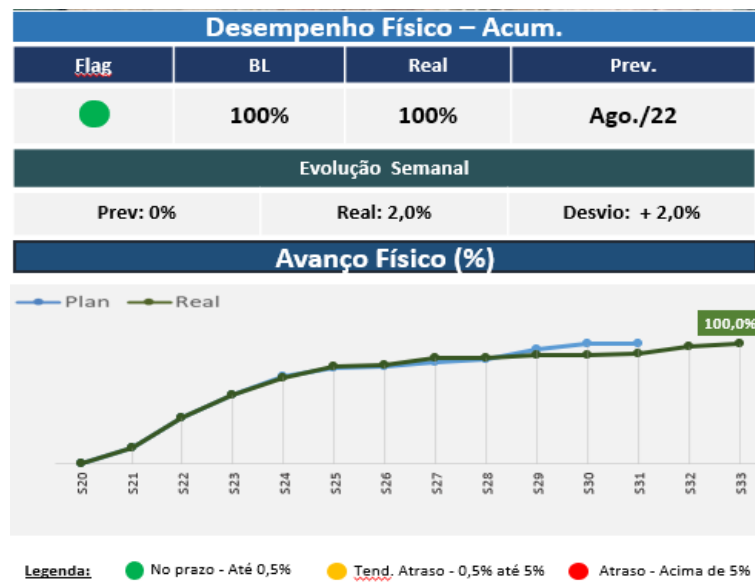 Desempenho Físico – Acum.
Flag BL Real Prev.
100% 100% Ago./22
Evolução Semanal
Prev: 0% Real: 2,0% Desvio: + 2,0%
Avanço Físico (%)
Plan Real
100,0%
S20 S21 S22 S23 S24 S25 S26 S27 S28 S29 S30 S31 S32 S33
Legenda: No prazo - Até 0,5% Tend. Atraso - 0,5% até 5% Atraso - Acima de 5%